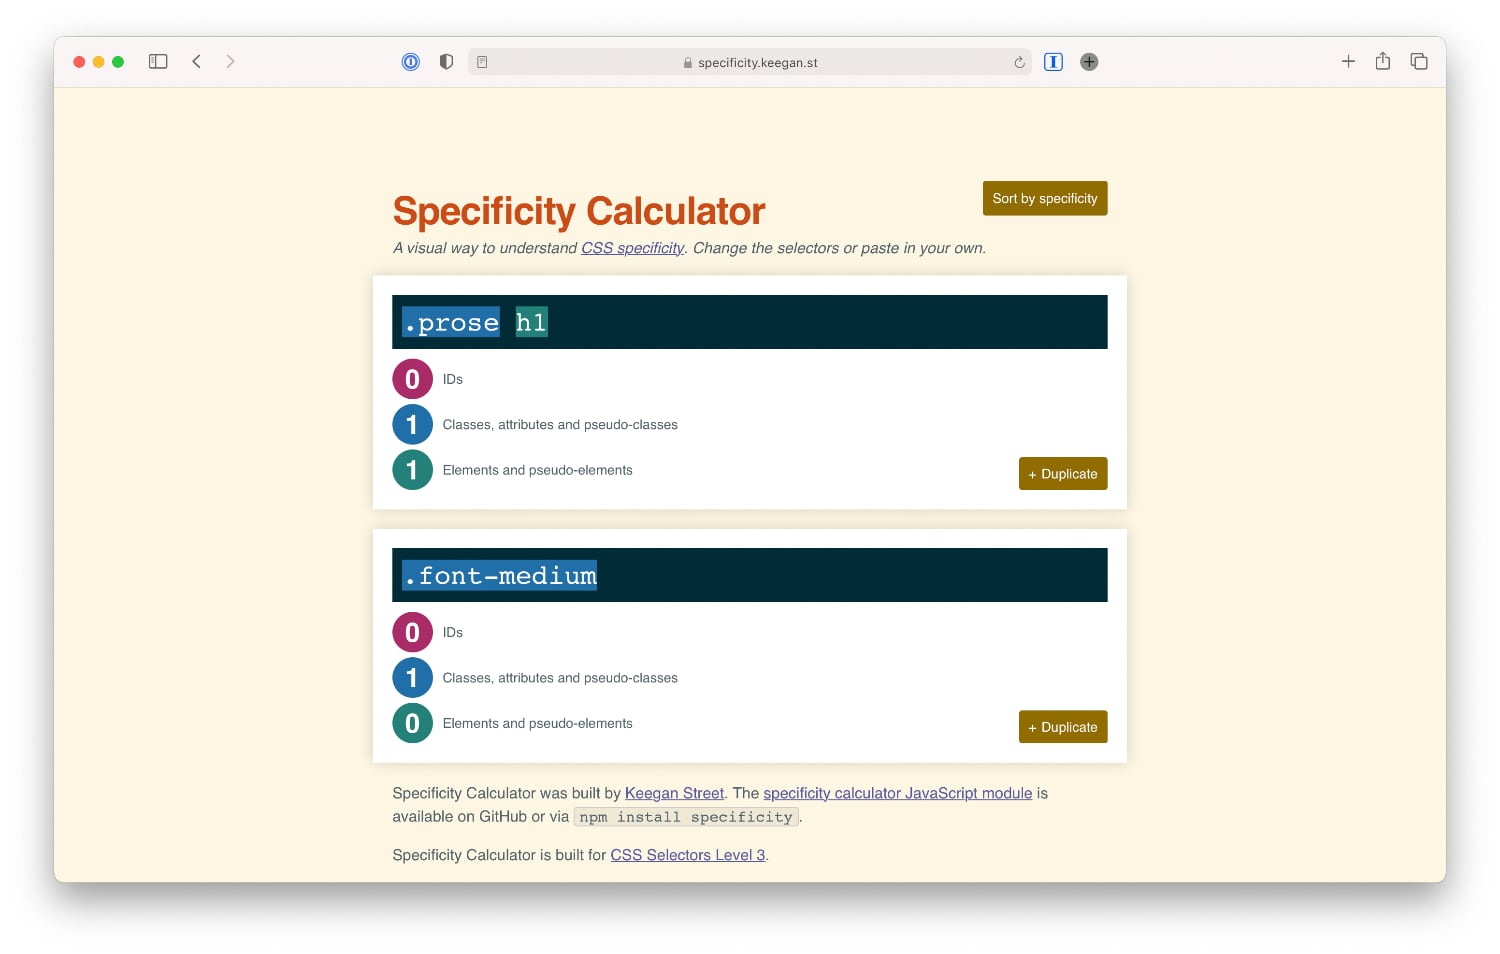 specificity.keegan.st
Specificity Calculator
Sort by specificity
A visual way to understand CSS specificity. Change the selectors or paste in your own.
.prose h1
0 IDs
1 Classes, attributes and pseudo-classes
1 Elements and pseudo-elements
+ Duplicate
.font-medium
0 IDs
1 Classes, attributes and pseudo-classes
0 Elements and pseudo-elements
+ Duplicate
Specificity Calculator was built by Keegan Street. The specificity calculator JavaScript module is
available on GitHub or via npm install specificity.
Specificity Calculator is built for CSS Selectors Level 3.